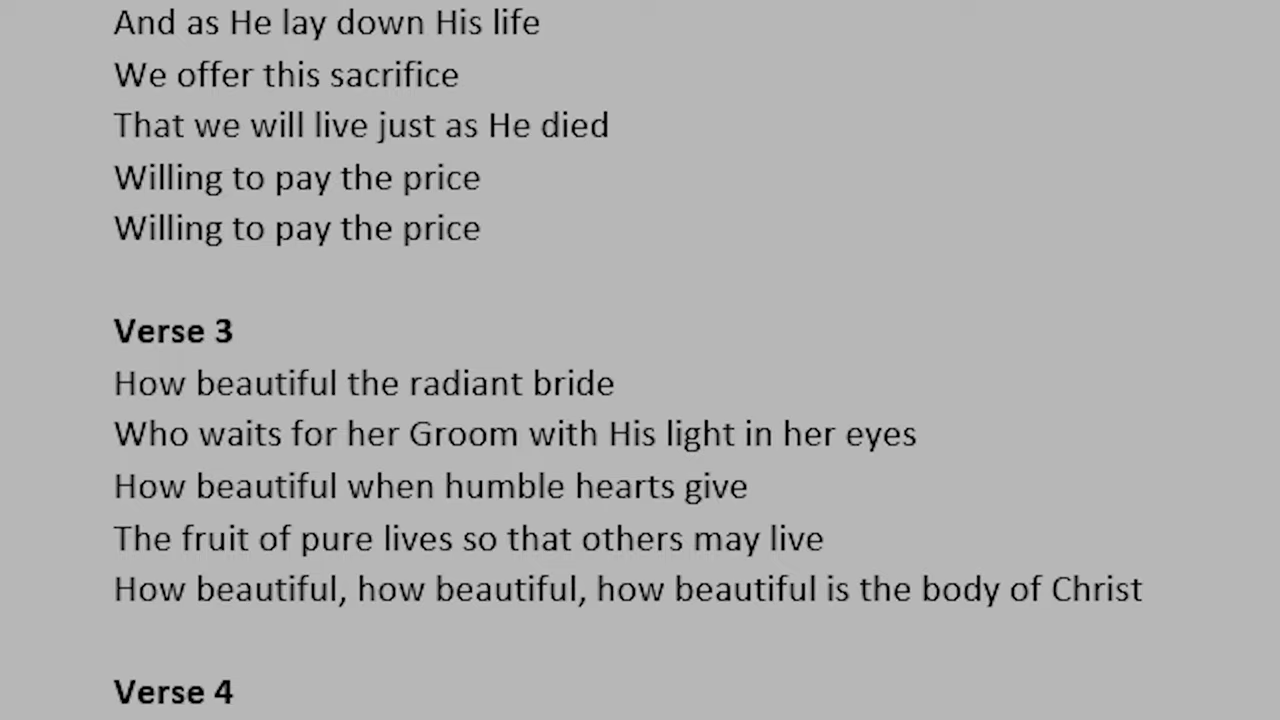 And as He lay down His life
We offer this sacrifice
That we will live just as He died
Willing to pay the price
Willing to pay the price
Verse 3
How beautiful the radiant bride
Who waits for her Groom with His light in her eyes
How beautiful when humble hearts give
The fruit of pure lives so that others may live
How beautiful, how beautiful, how beautiful is the body of Christ
Verse 4